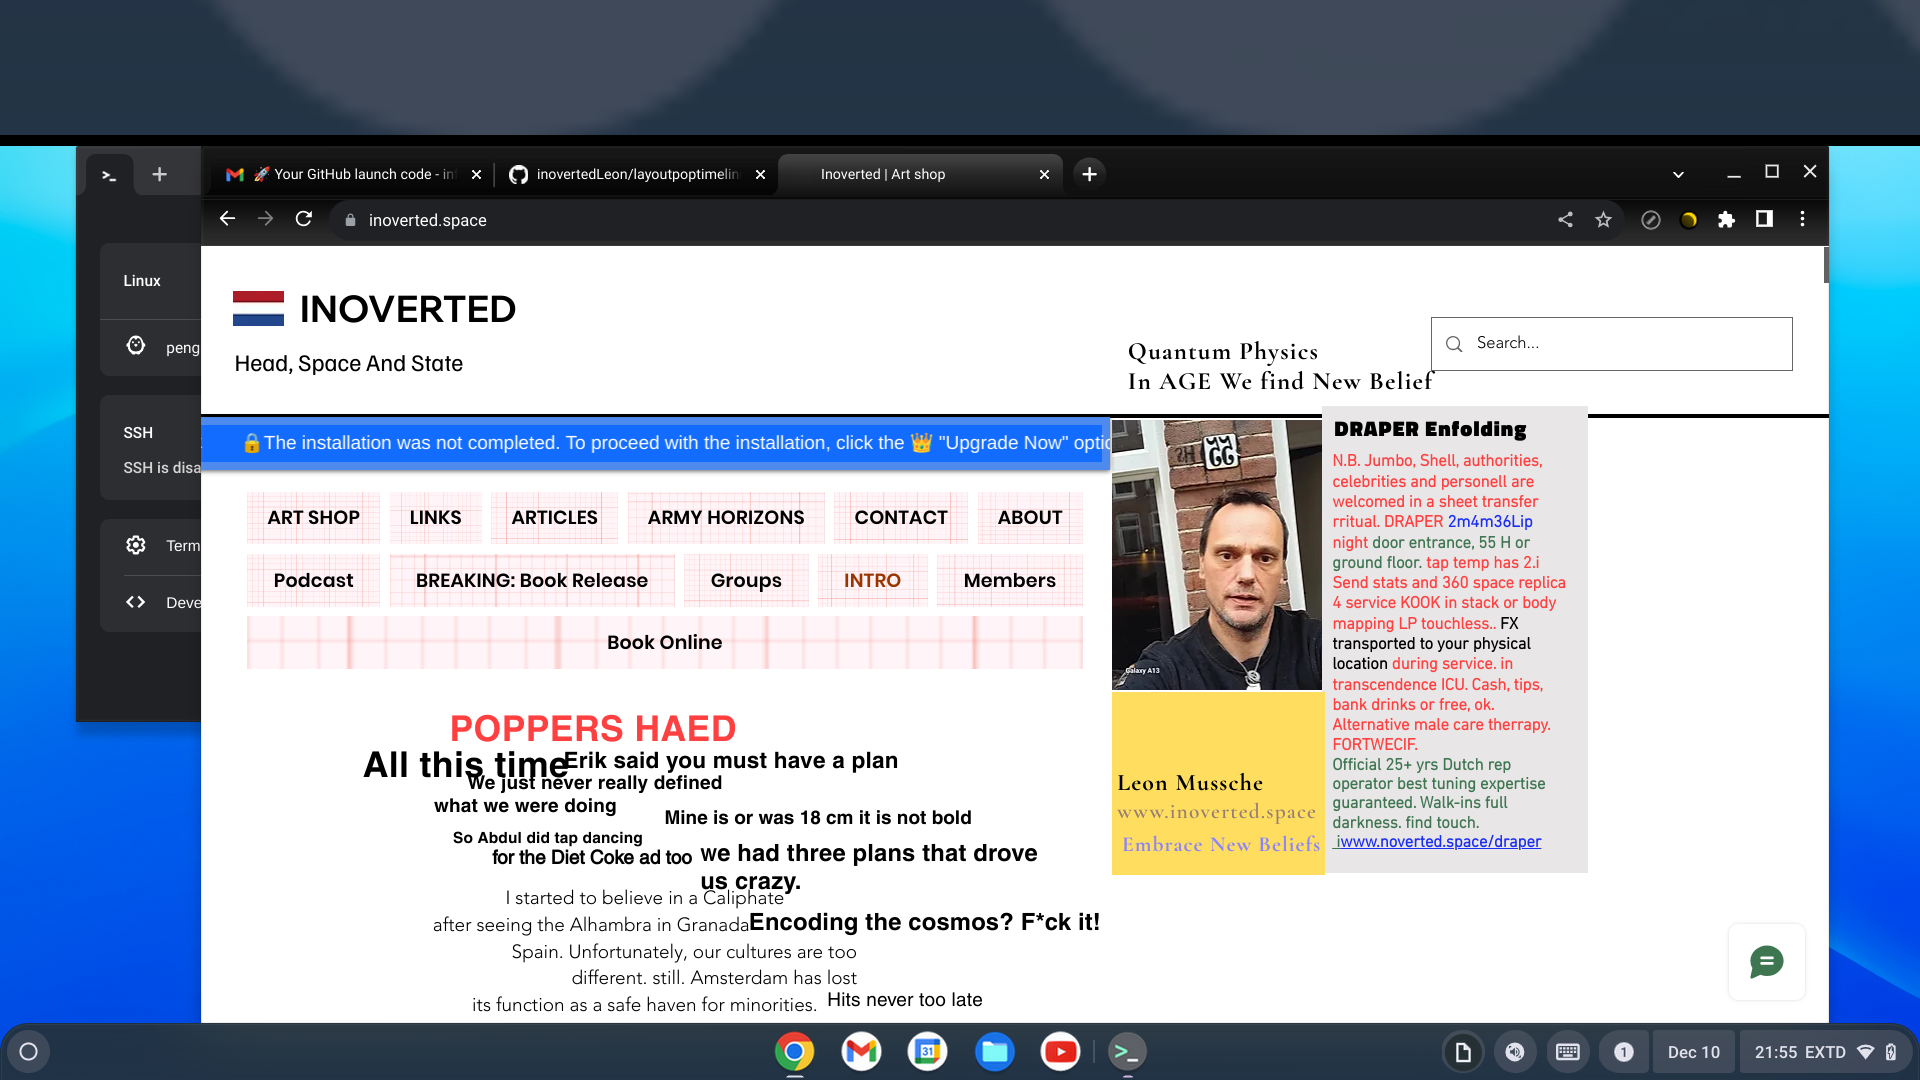 🚀 Your GitHub launch code - in
inovertedLeon/layoutpoptimelin
Inoverted | Art shop
inoverted.space
Linux
peng
SSH
SSH is disa
Term
Deve
INOVERTED
Head, Space And State
Quantum Physics
In AGE We find New Belief
Search...
🔒The installation was not completed. To proceed with the installation, click the 👑 "Upgrade Now" optio
ART SHOP
LINKS
ARTICLES
ARMY HORIZONS
CONTACT
ABOUT
Podcast
BREAKING: Book Release
Groups
INTRO
Members
Book Online
POPPERS HAED
All this time
Erik said you must have a plan
We just never really defined
what we were doing
Mine is or was 18 cm it is not bold
So Abdul did tap dancing
for the Diet Coke ad too
we had three plans that drove
us crazy.
I started to believe in a Caliphate
after seeing the Alhambra in Granada
Encoding the cosmos? F*ck it!
Spain. Unfortunately, our cultures are too
different. still. Amsterdam has lost
its function as a safe haven for minorities.
Hits never too late
55
HS
Galaxy A13
Leon Mussche
www.inoverted.space
Embrace New Beliefs
DRAPER Enfolding
N.B. Jumbo, Shell, authorities,
celebrities and personell are
welcomed in a sheet transfer
rritual. DRAPER 2m4m36Lip
night door entrance, 55 H or
ground floor. tap temp has 2.i
Send stats and 360 space replica
4 service KOOK in stack or body
mapping LP touchless.. FX
transported to your physical
location during service. in
transcendence ICU. Cash, tips,
bank drinks or free, ok.
Alternative male care therrapy.
FORTWECIF.
Official 25+ yrs Dutch rep
operator best tuning expertise
guaranteed. Walk-ins full
darkness. find touch.
iwww.noverted.space/draper
31
1
Dec 10
21:55 EXTD